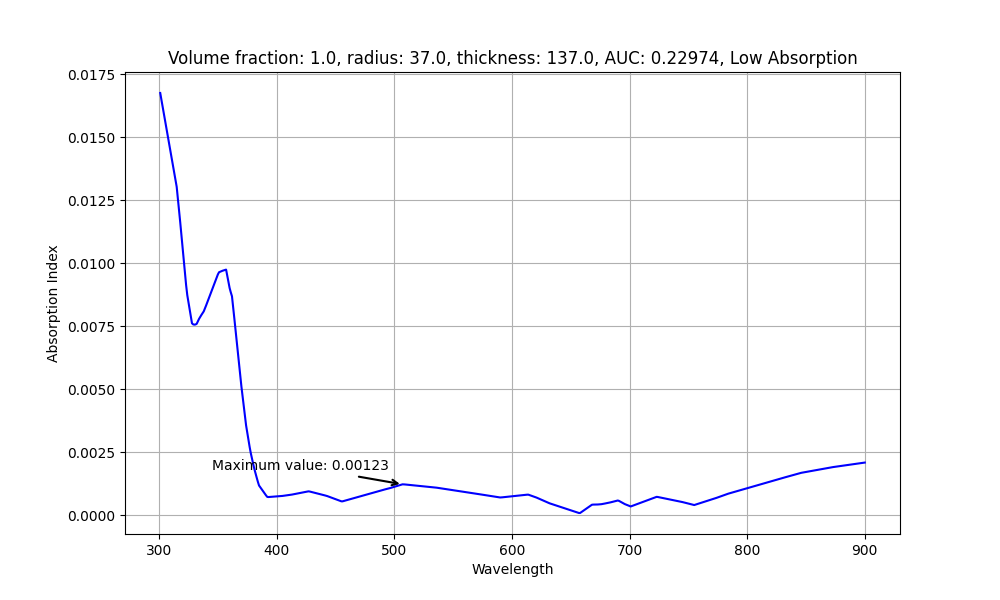 Volume fraction: 1.0, radius: 37.0, thickness: 137.0, AUC: 0.22974, Low Absorption
0.0175
0.0150
0.0125
0.0100
0.0075
0.0050
0.0025
0.0000
Absorption Index
Maximum value: 0.00123
300 400 500 600 700 800 900
Wavelength